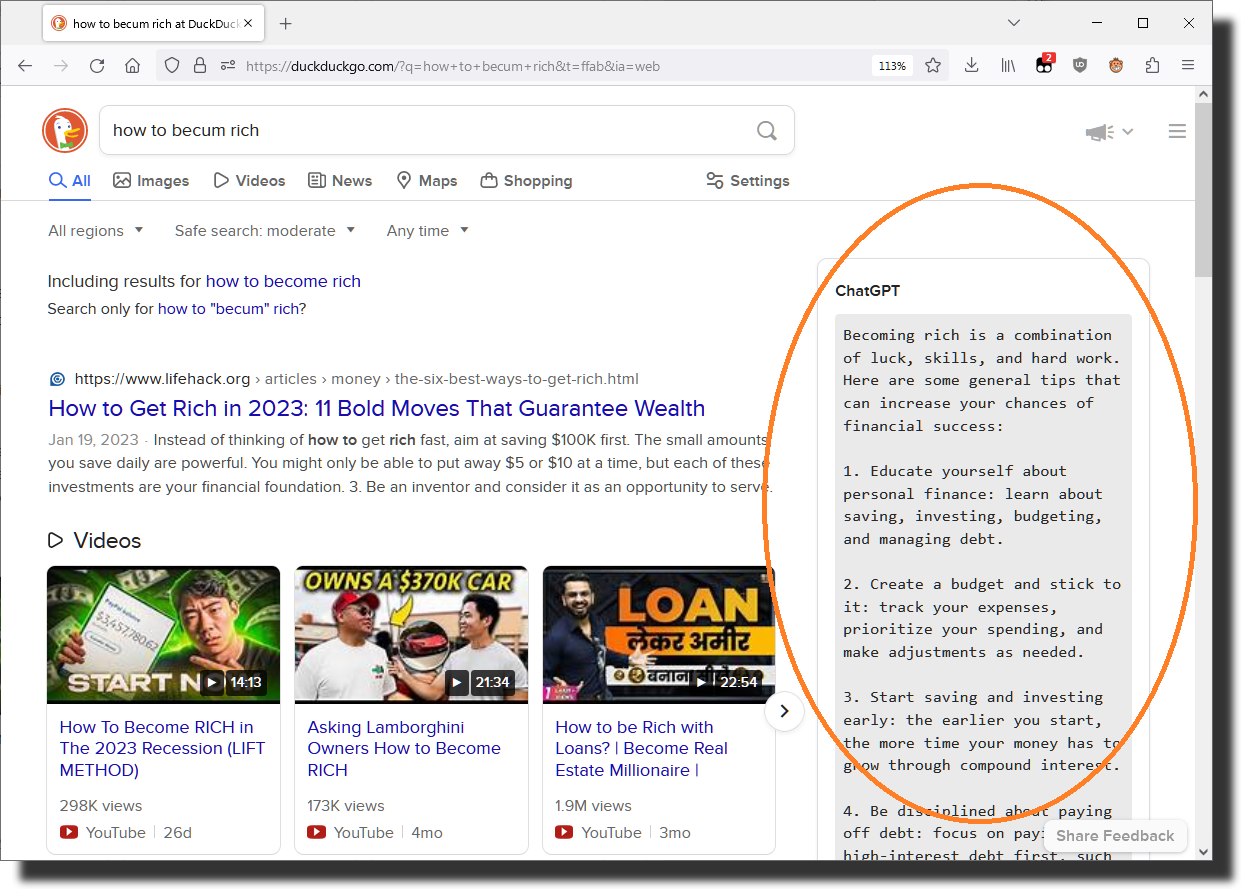 how to becum rich at DuckDuc
https://duckduckgo.com/?q=how+to+becum+rich&t=ffab&ia=web
113%
2
how to becum rich
All
Images
Videos
News
Maps
Shopping
Settings
All regions
Safe search: moderate
Any time
Including results for how to become rich
Search only for how to "becum" rich?
https://www.lifehack.org › articles › money › the-six-best-ways-to-get-rich.html
How to Get Rich in 2023: 11 Bold Moves That Guarantee Wealth
Jan 19, 2023 · Instead of thinking of how to get rich fast, aim at saving $100K first. The small amounts
you save daily are powerful. You might only be able to put away $5 or $10 at a time, but each of these
investments are your financial foundation. 3. Be an inventor and consider it as an opportunity to serve.
Videos
PayPal balance
$3,457,780.62
START N
14:13
How To Become RICH in
The 2023 Recession (LIFT
METHOD)
298K views
YouTube
26d
OWNS A $370K CAR
21:34
Asking Lamborghini
Owners How to Become
RICH
173K views
YouTube
4mo
LOAN
लेकर अमीर
22:54
How to be Rich with
Loans? | Become Real
Estate Millionaire |
1.9M views
YouTube
3mo
ChatGPT
Becoming rich is a combination
of luck, skills, and hard work.
Here are some general tips that
can increase your chances of
financial success:
1. Educate yourself about
personal finance: learn about
saving, investing, budgeting,
and managing debt.
2. Create a budget and stick to
it: track your expenses,
prioritize your spending, and
make adjustments as needed.
3. Start saving and investing
early: the earlier you start,
the more time your money has to
grow through compound interest.
4. Be disciplined about paying
off debt: focus on payi
high-interest debt first, such
Share Feedback